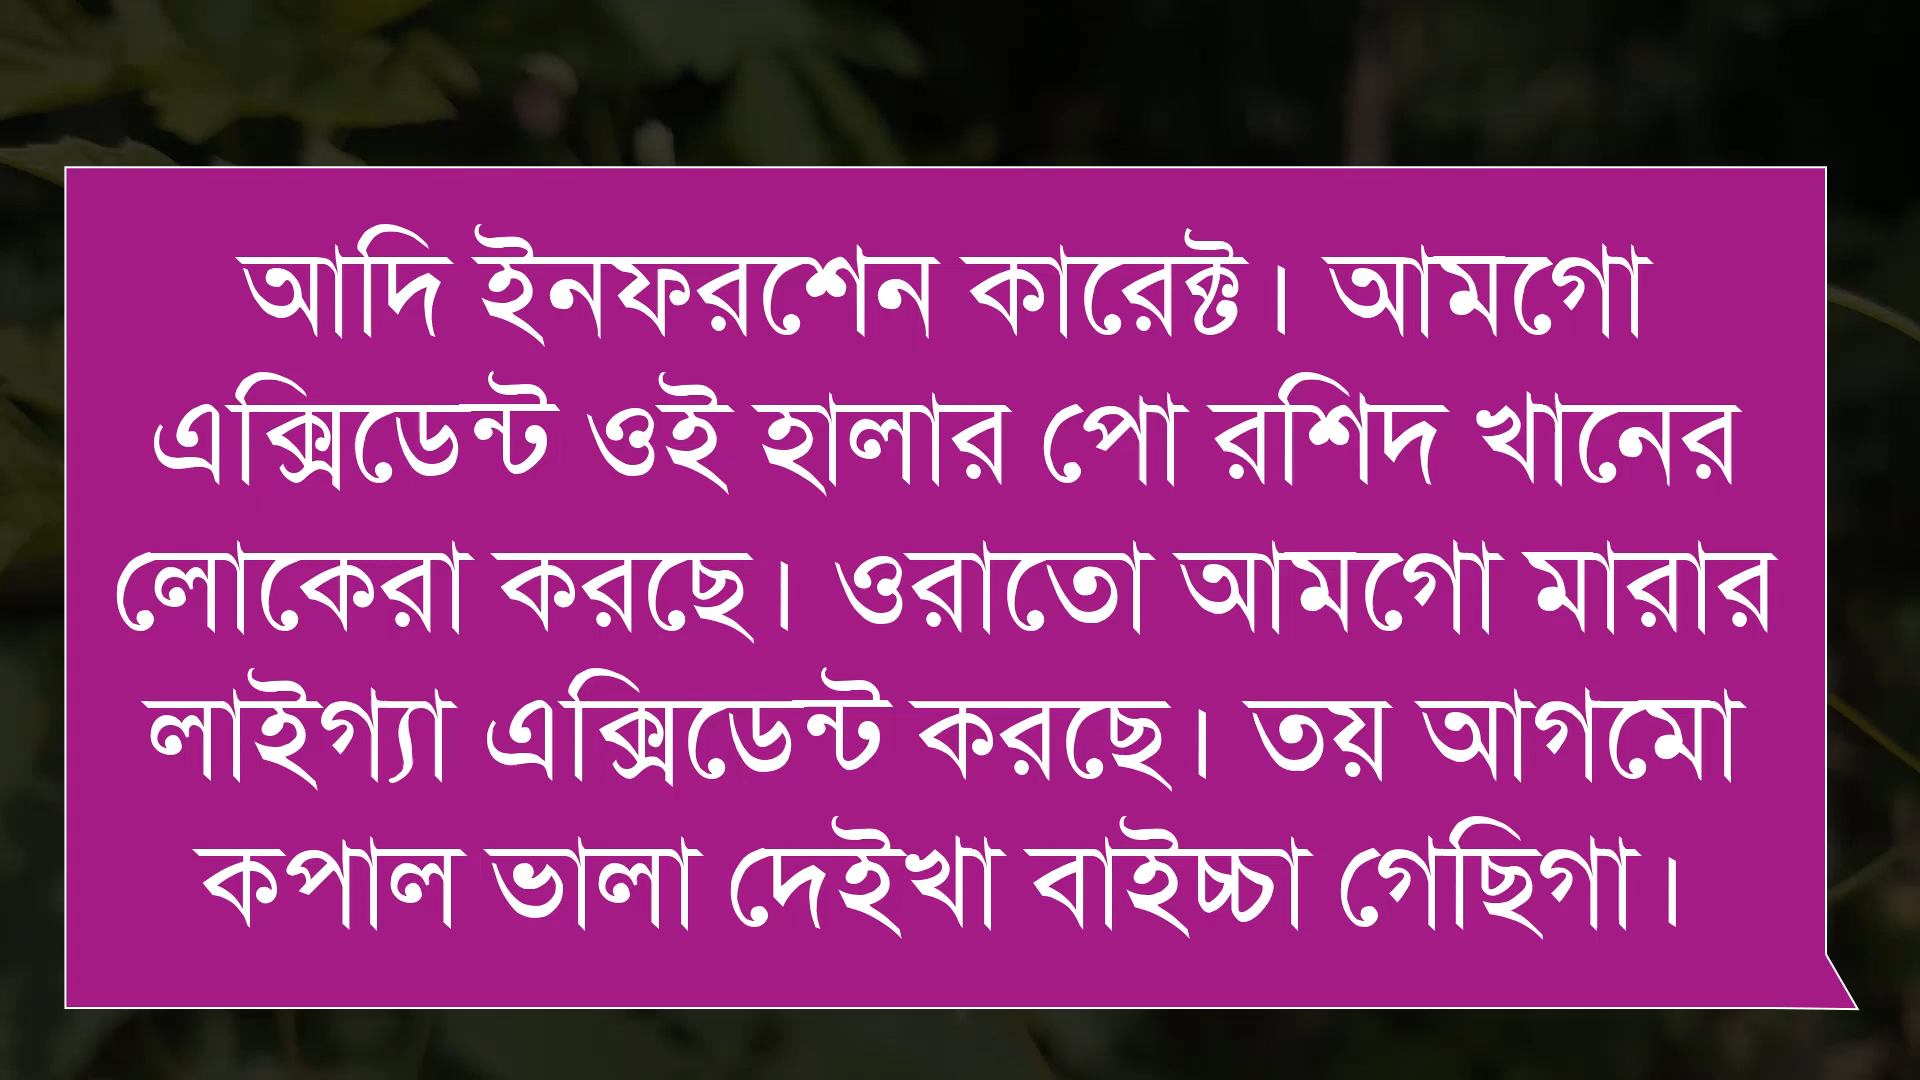 আদি ইনফরশেন কারেক্ট। আমগো
এক্সিডেন্ট ওই হালার পো রশিদ খানের
লোকেরা করছে। ওরাতো আমগো মারার
লাইগ্যা এক্সিডেন্ট করছে। তয় আগমো
কপাল ভালা দেইখা বাইচ্চা গেছিগা।